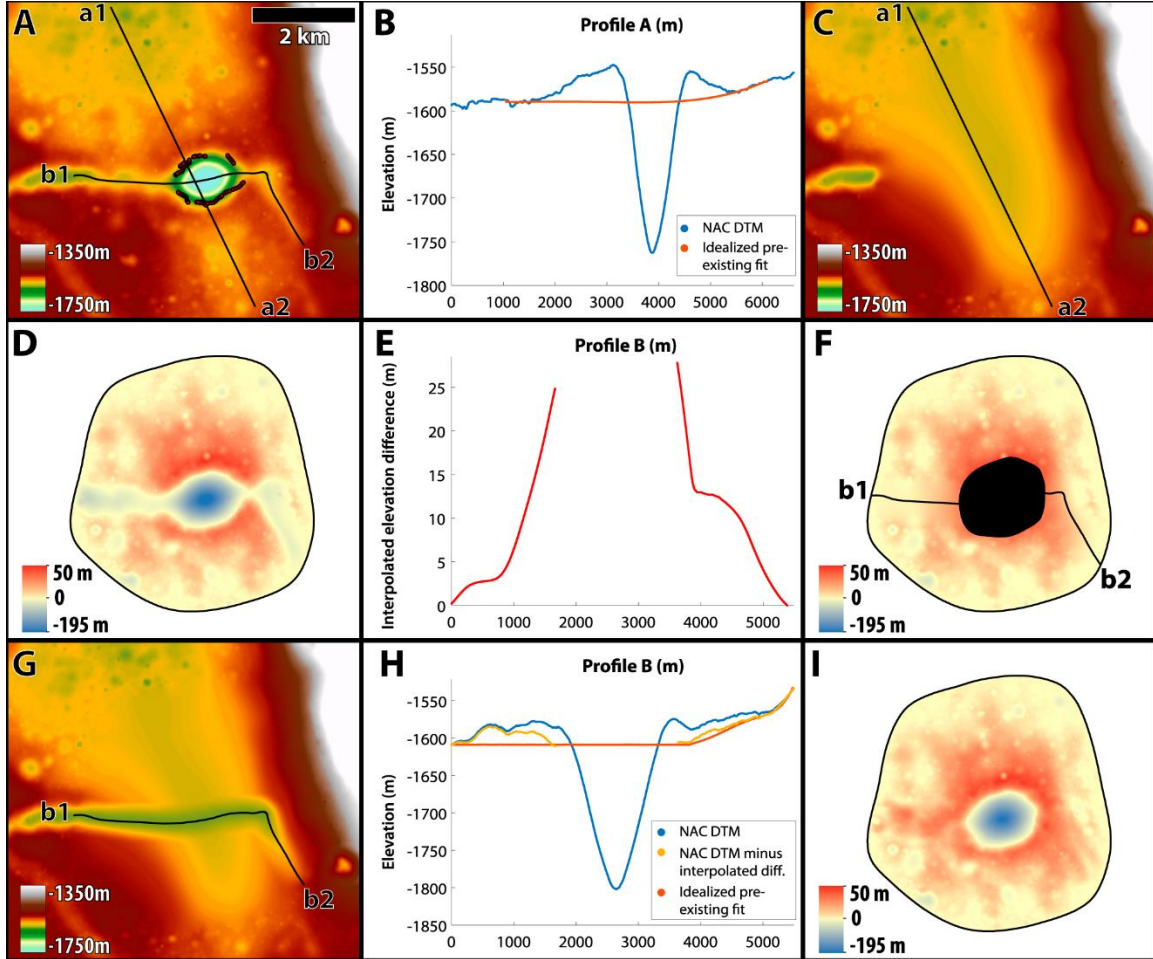 A
a1
2 km
b1
b2
-1350m
-1750m
a2
B
Profile A (m)
Elevation (m)
-1550
-1600
-1650
-1700
-1750
-1800
NAC DTM
Idealized pre-
existing fit
0 1000 2000 3000 4000 5000 6000
C
a1
-1350m
-1750m
a2
D
50 m
0
-195 m
E
Profile B (m)
Interpolated elevation difference (m)
25
20
15
10
5
0
0 1000 2000 3000 4000 5000
F
b1
b2
50 m
0
-195 m
G
b1
b2
-1350m
-1750m
H
Profile B (m)
Elevation (m)
-1550
-1600
-1650
-1700
-1750
-1800
-1850
NAC DTM
NAC DTM minus
interpolated diff.
Idealized pre-
existing fit
0 1000 2000 3000 4000 5000
I
50 m
0
-195 m